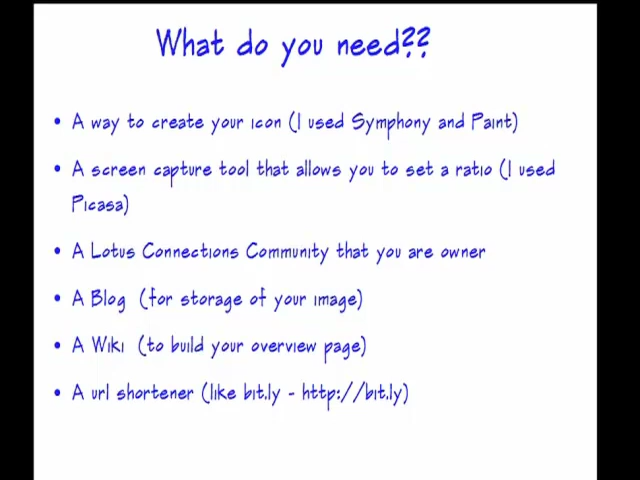 What do you need??
• A way to create your icon (I used Symphony and Paint)
• A screen capture tool that allows you to set a ratio (I used
Picasa)
• A Lotus Connections Community that you are owner
• A Blog (for storage of your image)
• A Wiki (to build your overview page)
• A url shortener (like bit.ly - http://bit.ly)